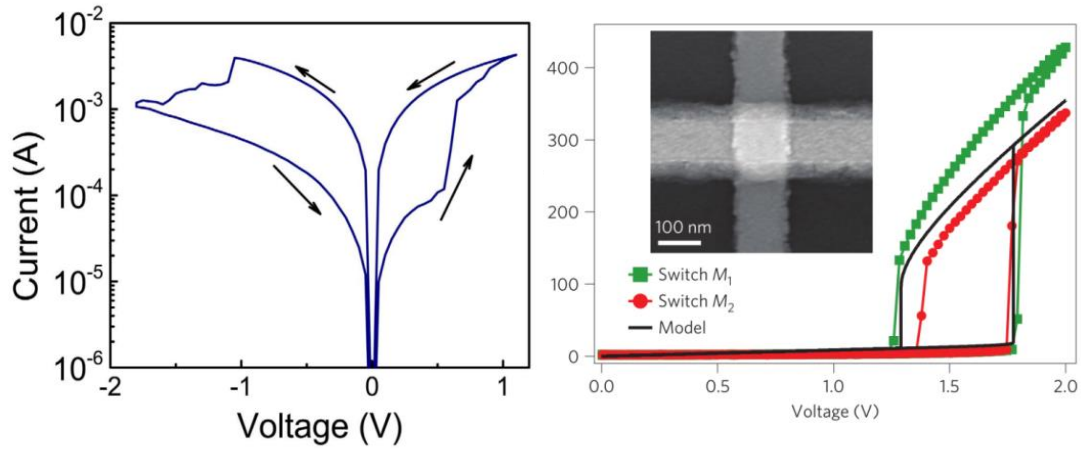 Current (A)
10⁻²
10⁻³
10⁻⁴
10⁻⁵
10⁻⁶
-2
-1
0
1
Voltage (V)
400
300
200
100
0
100 nm
Switch M₁
Switch M₂
Model
0.0
0.5
1.0
1.5
2.0
Voltage (V)